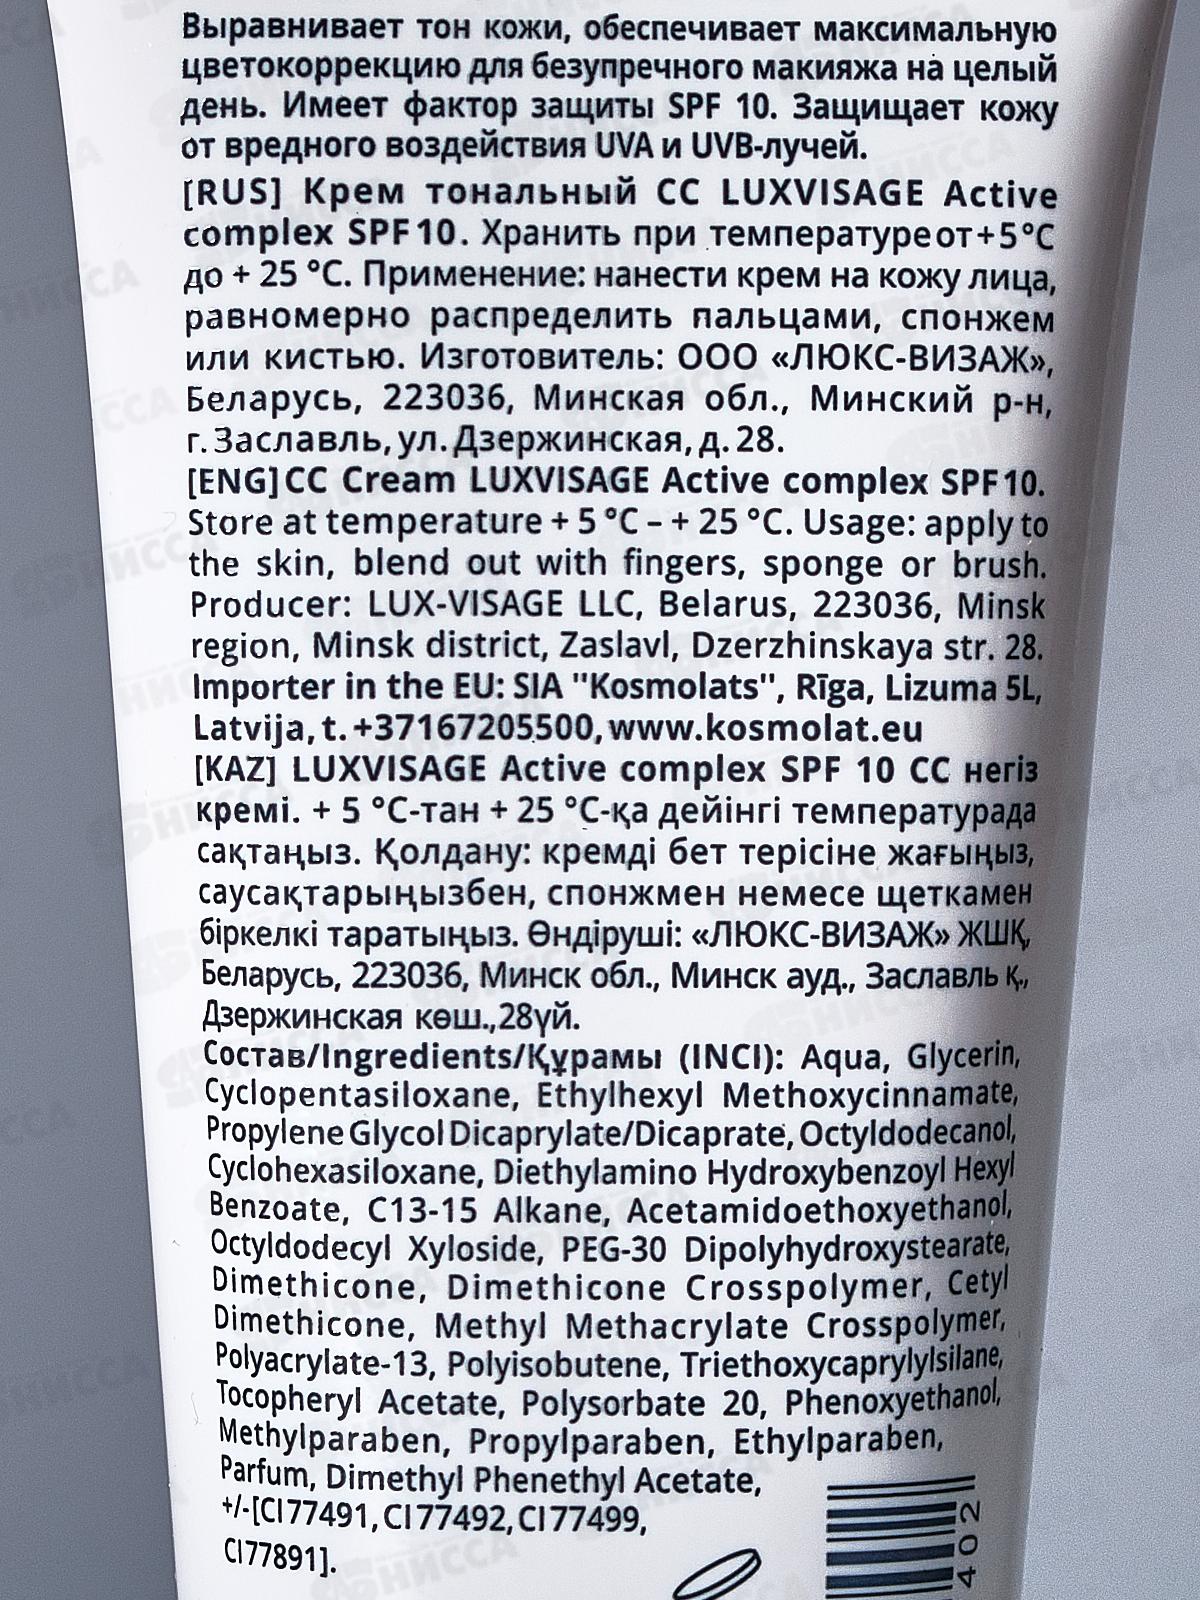 Выравнивает тон кожи, обеспечивает максимальную
цветокоррекцию для безупречного макияжа на целый
день. Имеет фактор защиты SPF 10. Защищает кожу
от вредного воздействия UVA и UVB-лучей.
[RUS] Крем тональный CC LUXVISAGE Active
complex SPF 10. Хранить при температуре от +5 °C
до + 25 °C. Применение: нанести крем на кожу лица,
равномерно распределить пальцами, спонжем
или кистью. Изготовитель: ООО «ЛЮКС-ВИЗАЖ»,
Беларусь, 223036, Минская обл., Минский р-н,
г. Заславль, ул. Дзержинская, д. 28.
[ENG] CC Cream LUXVISAGE Active complex SPF 10.
Store at temperature + 5 °C – + 25 °C. Usage: apply to
the skin, blend out with fingers, sponge or brush.
Producer: LUX-VISAGE LLC, Belarus, 223036, Minsk
region, Minsk district, Zaslavl, Dzerzhinskaya str. 28.
Importer in the EU: SIA "Kosmolats", Rīga, Lizuma 5L,
Latvija, t. +37167205500, www.kosmolat.eu
[KAZ] LUXVISAGE Active complex SPF 10 CC негіз
кремі. + 5 °C-тан + 25 °C-қа дейінгі температурада
сақтаңыз. Қолдану: кремді бет терісіне жағыңыз,
саусақтарыңызбен, спонжмен немесе щеткамен
біркелкі таратыңыз. Өндіруші: «ЛЮКС-ВИЗАЖ» ЖШҚ,
Беларусь, 223036, Минск обл., Минск ауд., Заславль қ.,
Дзержинская көш.,28үй.
Состав/Ingredients/Құрамы (INCI): Aqua, Glycerin,
Cyclopentasiloxane, Ethylhexyl Methoxycinnamate,
Propylene Glycol Dicaprylate/Dicaprate, Octyldodecanol,
Cyclohexasiloxane, Diethylamino Hydroxybenzoyl Hexyl
Benzoate, C13-15 Alkane, Acetamidoethoxyethanol,
Octyldodecyl Xyloside, PEG-30 Dipolyhydroxystearate,
Dimethicone, Dimethicone Crosspolymer, Cetyl
Dimethicone, Methyl Methacrylate Crosspolymer,
Polyacrylate-13, Polyisobutene, Triethoxycaprylylsilane,
Tocopheryl Acetate, Polysorbate 20, Phenoxyethanol,
Methylparaben, Propylparaben, Ethylparaben,
Parfum, Dimethyl Phenethyl Acetate,
+/-[CI 77491, CI 77492, CI 77499,
CI 77891].
402